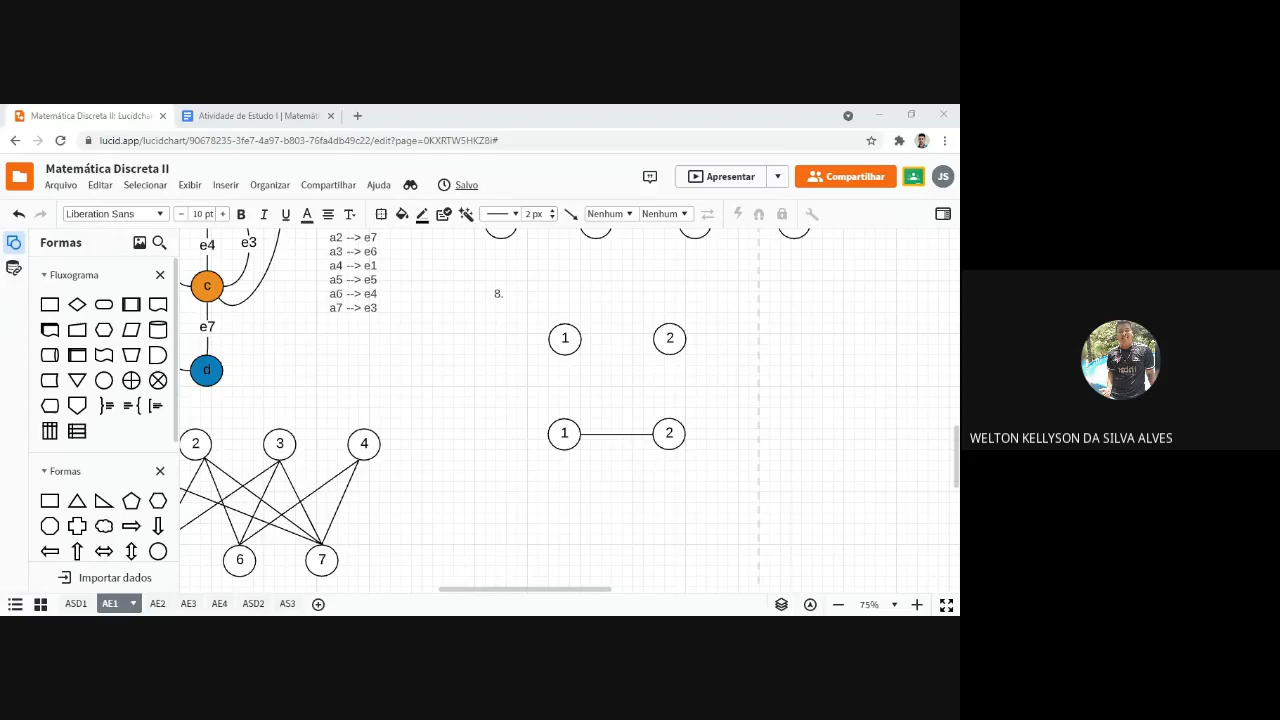 Matemática Discreta II: Lucidchar
Atividade de Estudo I | Matemáti
lucid.app/lucidchart/90678235-3fe7-4a97-b803-76fa4db49c22/edit?page=0KXRTW5HKZ8i#
Matemática Discreta II
Arquivo Editar Selecionar Exibir Inserir Organizar Compartilhar Ajuda Salvo
Apresentar
Compartilhar
JS
Liberation Sans
10 pt
B I U A T
2 px
Nenhum
Nenhum
Formas
Fluxograma
Formas
Importar dados
e4
e3
c
e7
d
a2 --> e7
a3 --> e6
a4 --> e1
a5 --> e5
a6 --> e4
a7 --> e3
8.
1 2
1 2
2 3 4
6 7
ASD1 AE1 AE2 AE3 AE4 ASD2 AS3
75%
WELTON KELLYSON DA SILVA ALVES